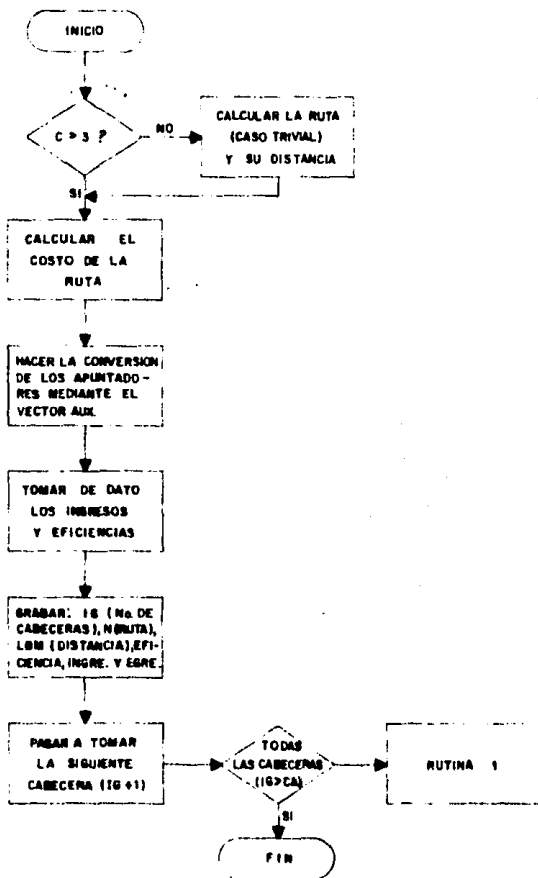 INICIO
C > 3 ?
NO
CALCULAR LA RUTA
(CASO TRIVIAL)
Y SU DISTANCIA
SI
CALCULAR EL
COSTO DE LA
RUTA
HACER LA CONVERSION
DE LOS APUNTADO-
RES MEDIANTE EL
VECTOR AUX.
TOMAR DE DATO
LOS INGRESOS
Y EFICIENCIAS
GRABAR: IG (No. DE
CABECERAS), N(RUTA),
LBM (DISTANCIA), EFI-
CIENCIA, INGRE. Y EGRE.
PASAR A TOMAR
LA SIGUIENTE
CABECERA (IG+1)
TODAS
LAS CABECERAS
(IG>CA)
RUTINA 1
SI
FIN